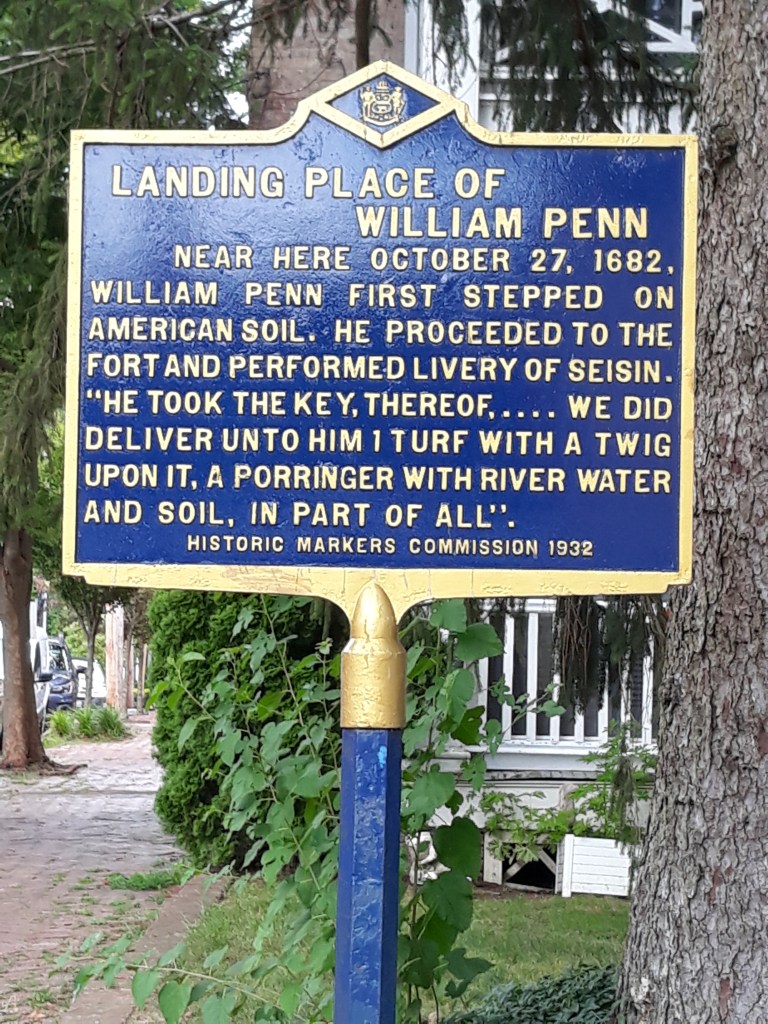 LANDING PLACE OF
WILLIAM PENN
NEAR HERE OCTOBER 27, 1682,
WILLIAM PENN FIRST STEPPED ON
AMERICAN SOIL. HE PROCEEDED TO THE
FORT AND PERFORMED LIVERY OF SEISIN.
"HE TOOK THE KEY, THEREOF,.... WE DID
DELIVER UNTO HIM 1 TURF WITH A TWIG
UPON IT, A PORRINGER WITH RIVER WATER
AND SOIL, IN PART OF ALL".
HISTORIC MARKERS COMMISSION 1932